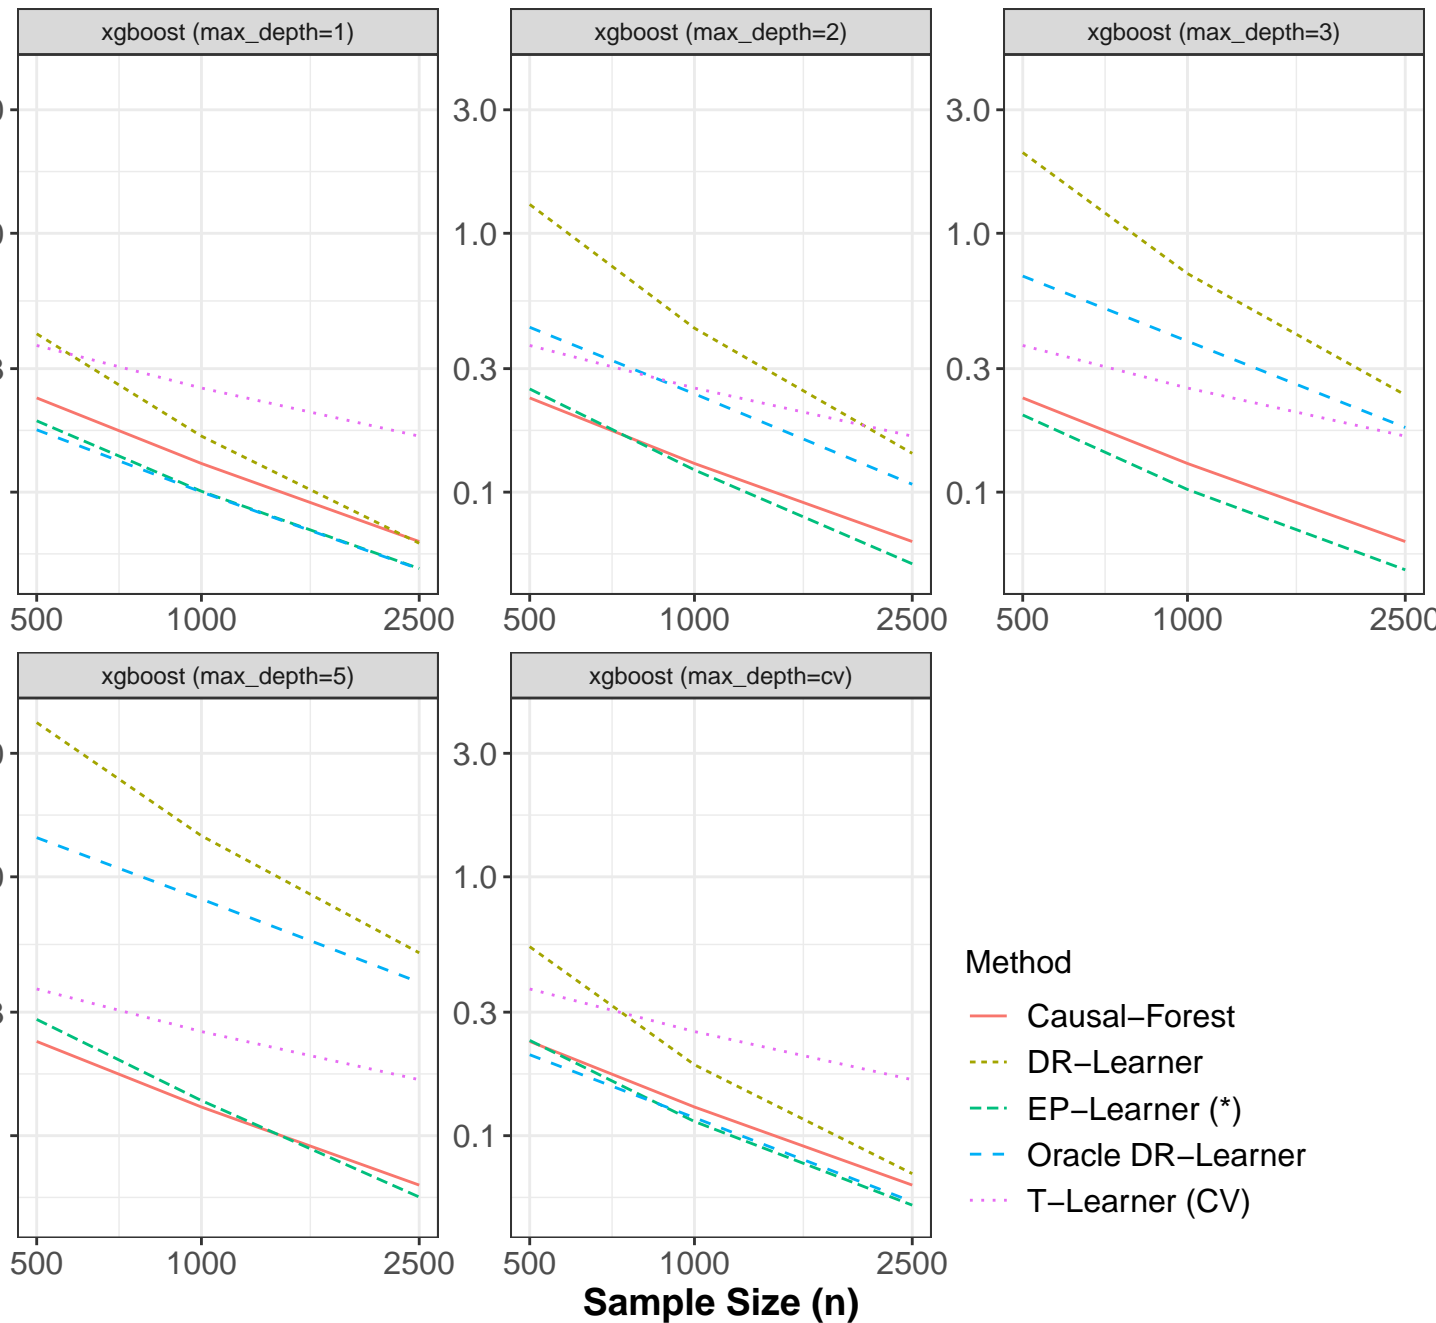 xgboost (max_depth=1)
xgboost (max_depth=2)
xgboost (max_depth=3)
3.0
1.0
0.3
0.1
3.0
1.0
0.3
0.1
500
1000
2500
500
1000
2500
500
1000
2500
xgboost (max_depth=5)
xgboost (max_depth=cv)
3.0
1.0
0.3
0.1
500
1000
2500
500
1000
2500
Sample Size (n)
Method
Causal−Forest
DR−Learner
EP−Learner (*)
Oracle DR−Learner
T−Learner (CV)